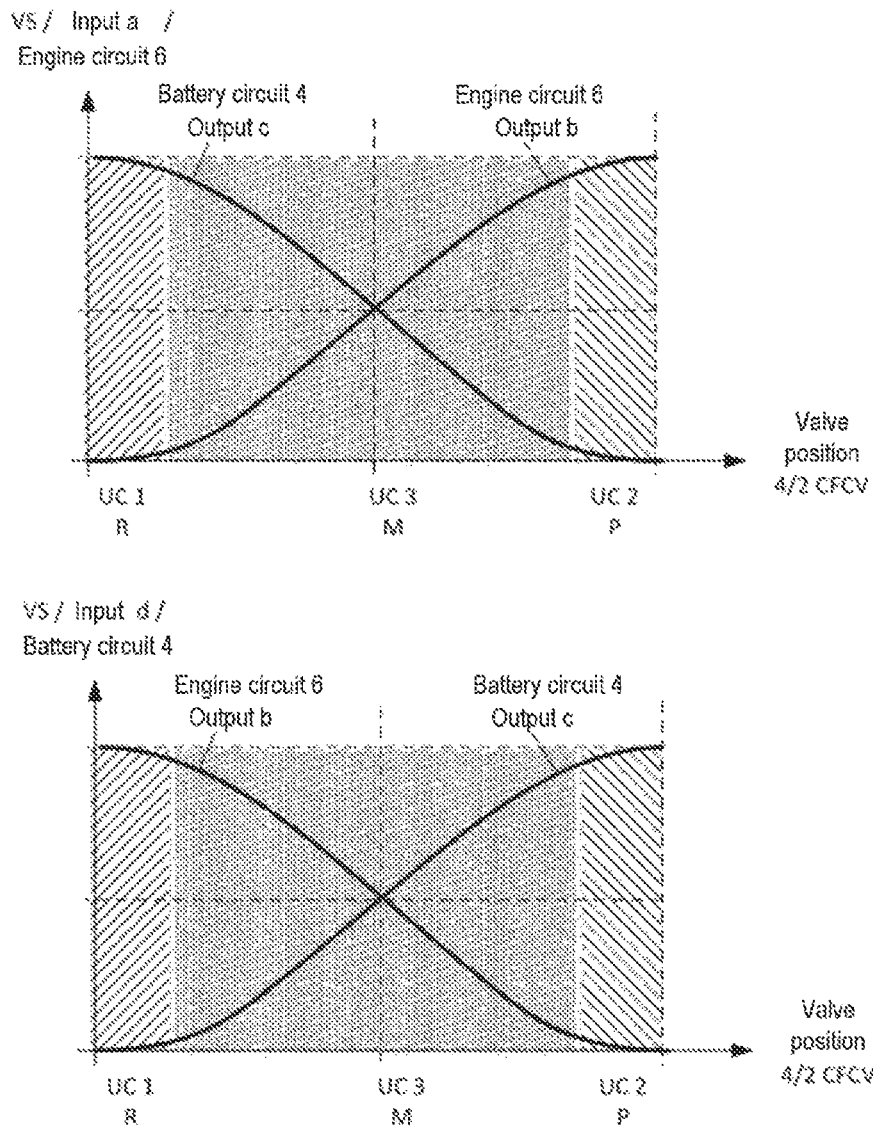 VS / Input a /
Engine circuit 6
Battery circuit 4
Output c
Engine circuit 6
Output b
Valve
position
4/2 CFCV
UC 1
R
UC 3
M
UC 2
P
VS / Input d /
Battery circuit 4
Engine circuit 6
Output b
Battery circuit 4
Output c
Valve
position
4/2 CFCV
UC 1
R
UC 3
M
UC 2
P